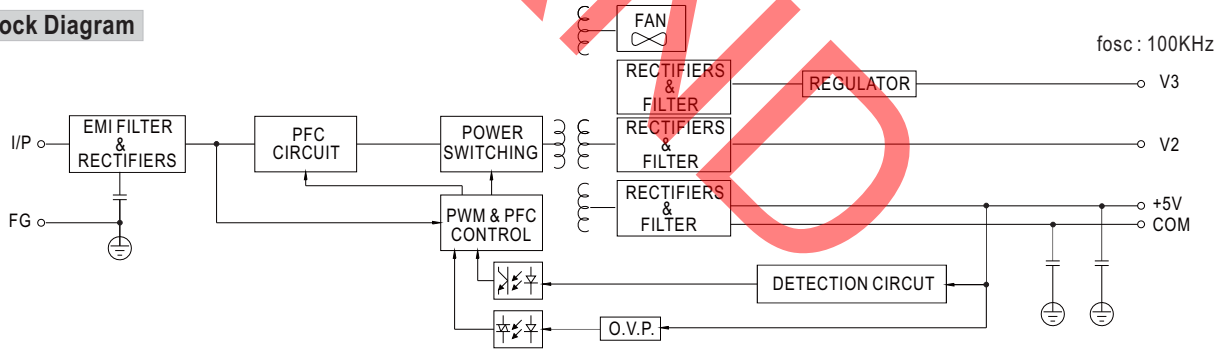 ock Diagram
fosc : 100KHz
FAN
RECTIFIERS
&
FILTER
REGULATOR
V3
I/P
EMI FILTER
&
RECTIFIERS
PFC
CIRCUIT
POWER
SWITCHING
RECTIFIERS
&
FILTER
V2
FG
PWM & PFC
CONTROL
RECTIFIERS
&
FILTER
+5V
COM
DETECTION CIRCUT
O.V.P.